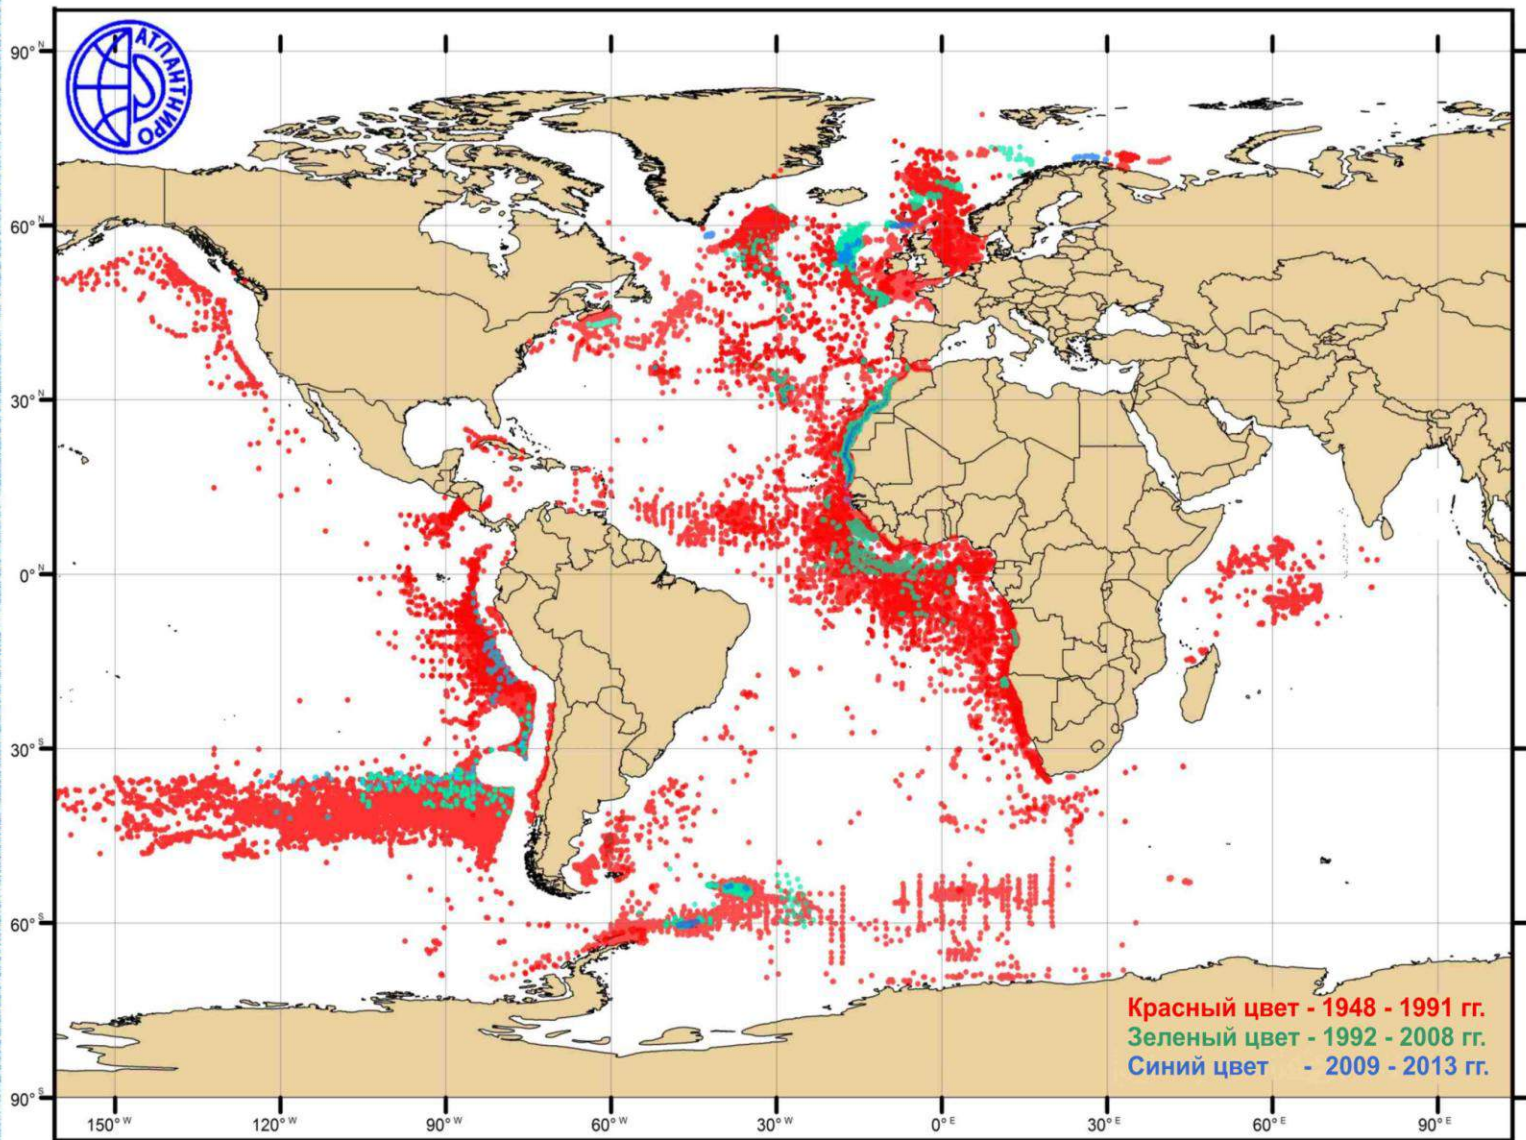 АТЛАНТНИРО
90° N
60° N
30° N
0° N
30° S
60° S
90° S
Красный цвет - 1948 - 1991 гг.
Зеленый цвет - 1992 - 2008 гг.
Синий цвет - 2009 - 2013 гг.
150° W 120° W 90° W 60° W 30° W 0° E 30° E 60° E 90° E